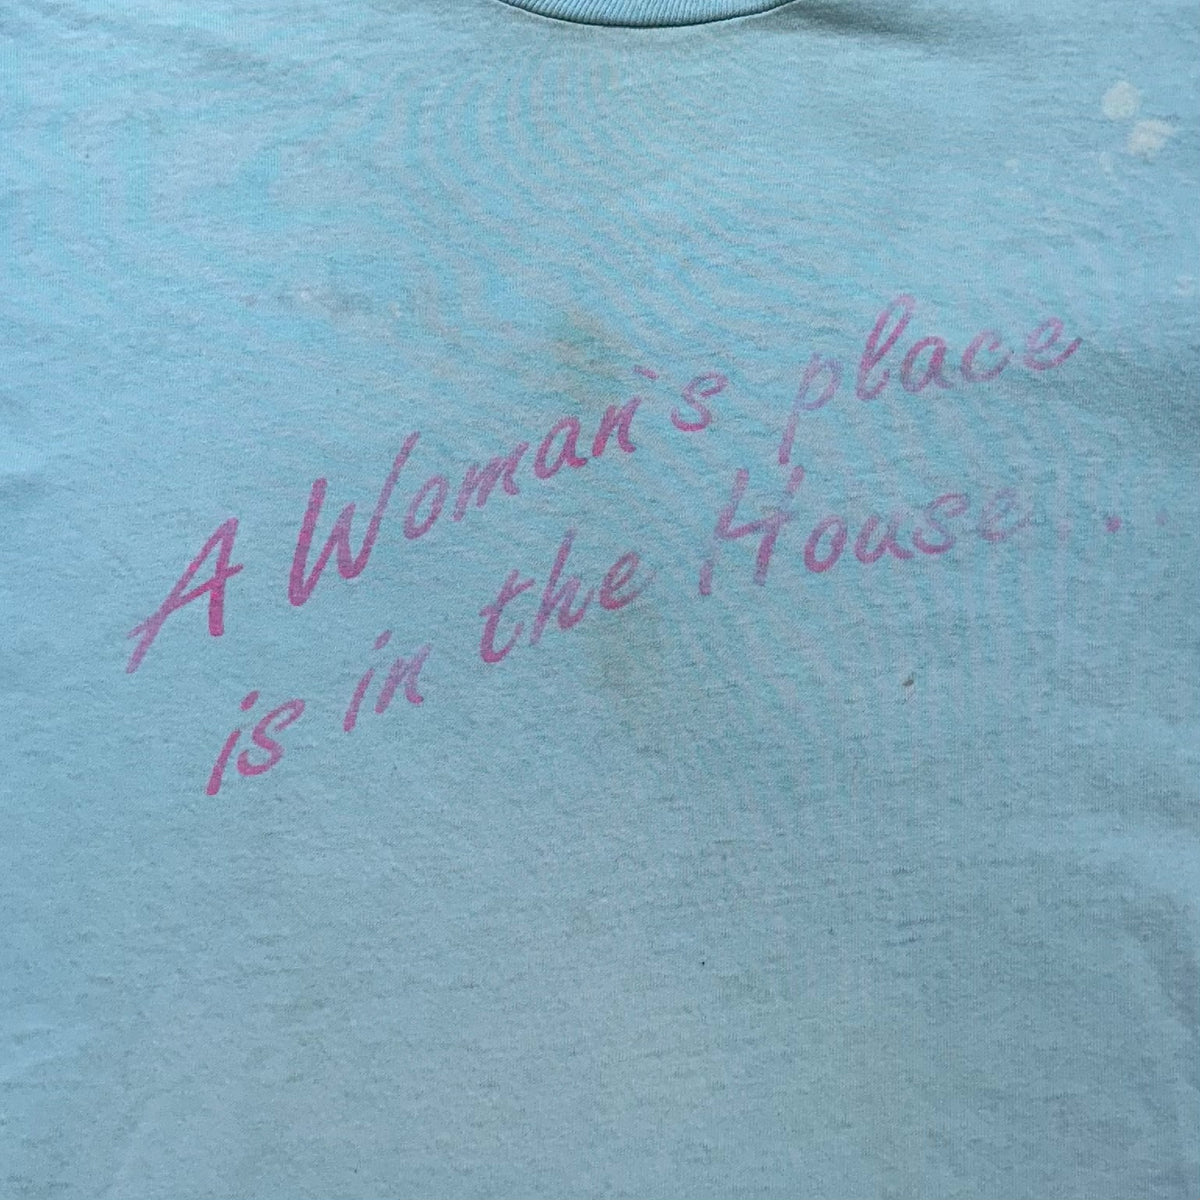 A Woman's place
is in the House...